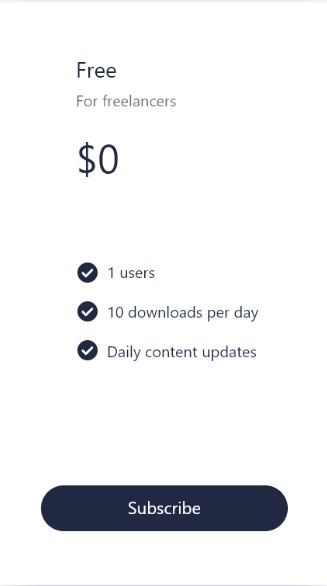 Free
For freelancers
$0
1 users
10 downloads per day
Daily content updates
Subscribe